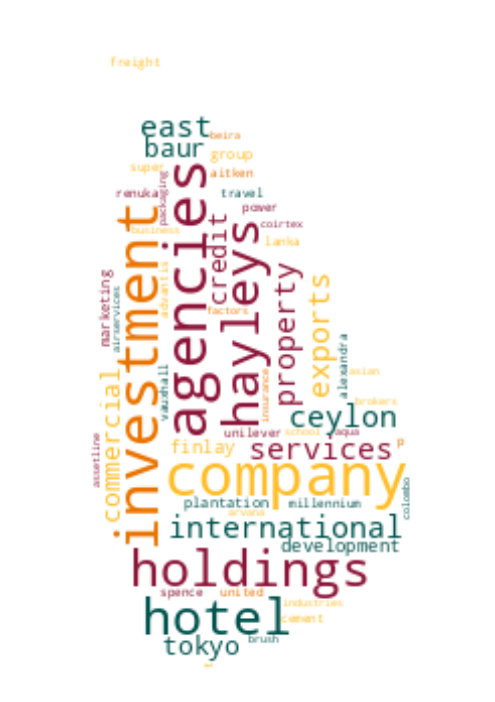 freight
east
beira
baur
group
super
aitken
renuka
packaging
travel
power
agencies
credit
coirtex
business
lanka
investment
hayleys
marketing
airservices
advantis
property
exports
factors
alexandra
vauxhall
insurance
asian
commercial
brokers
ceylon
assetline
unilever
school
aqua
finlay
services
p
company
colombo
plantation
millennium
arvana
international
development
holdings
spence
united
hotel
industries
cement
tokyo
brush